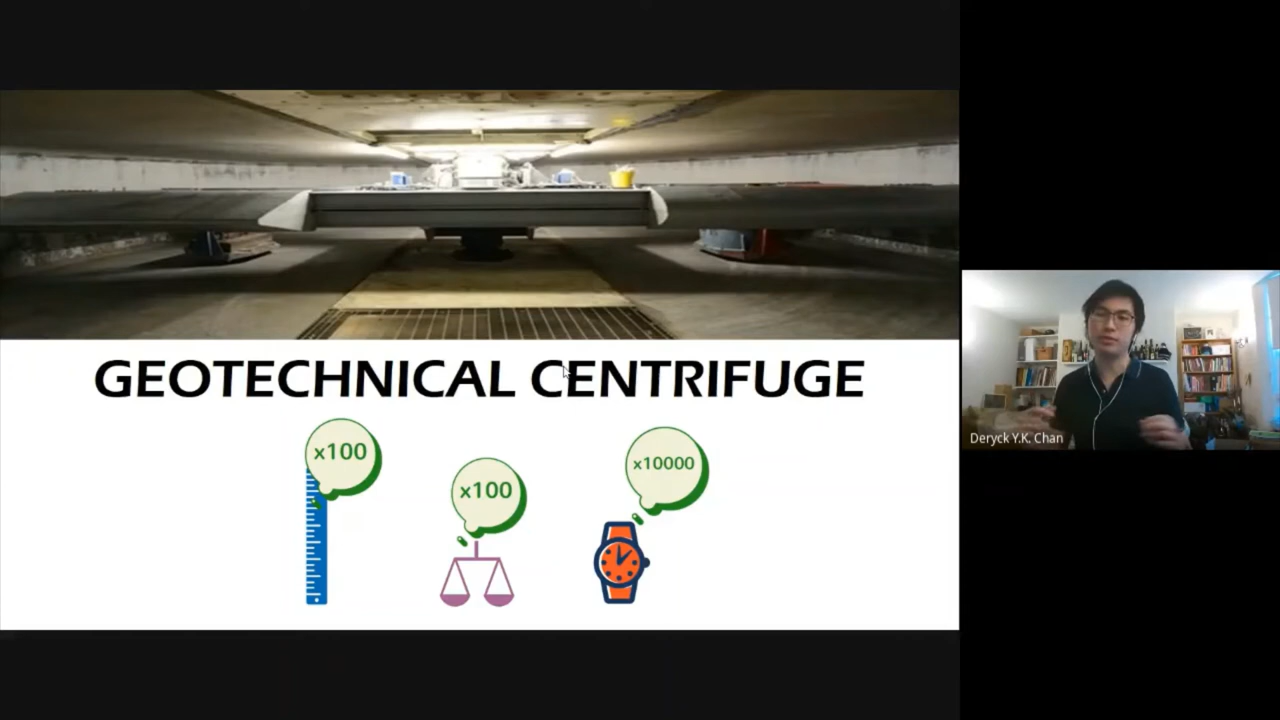 GEOTECHNICAL CENTRIFUGE
x100
x100
x10000
Deryck Y.K. Chan